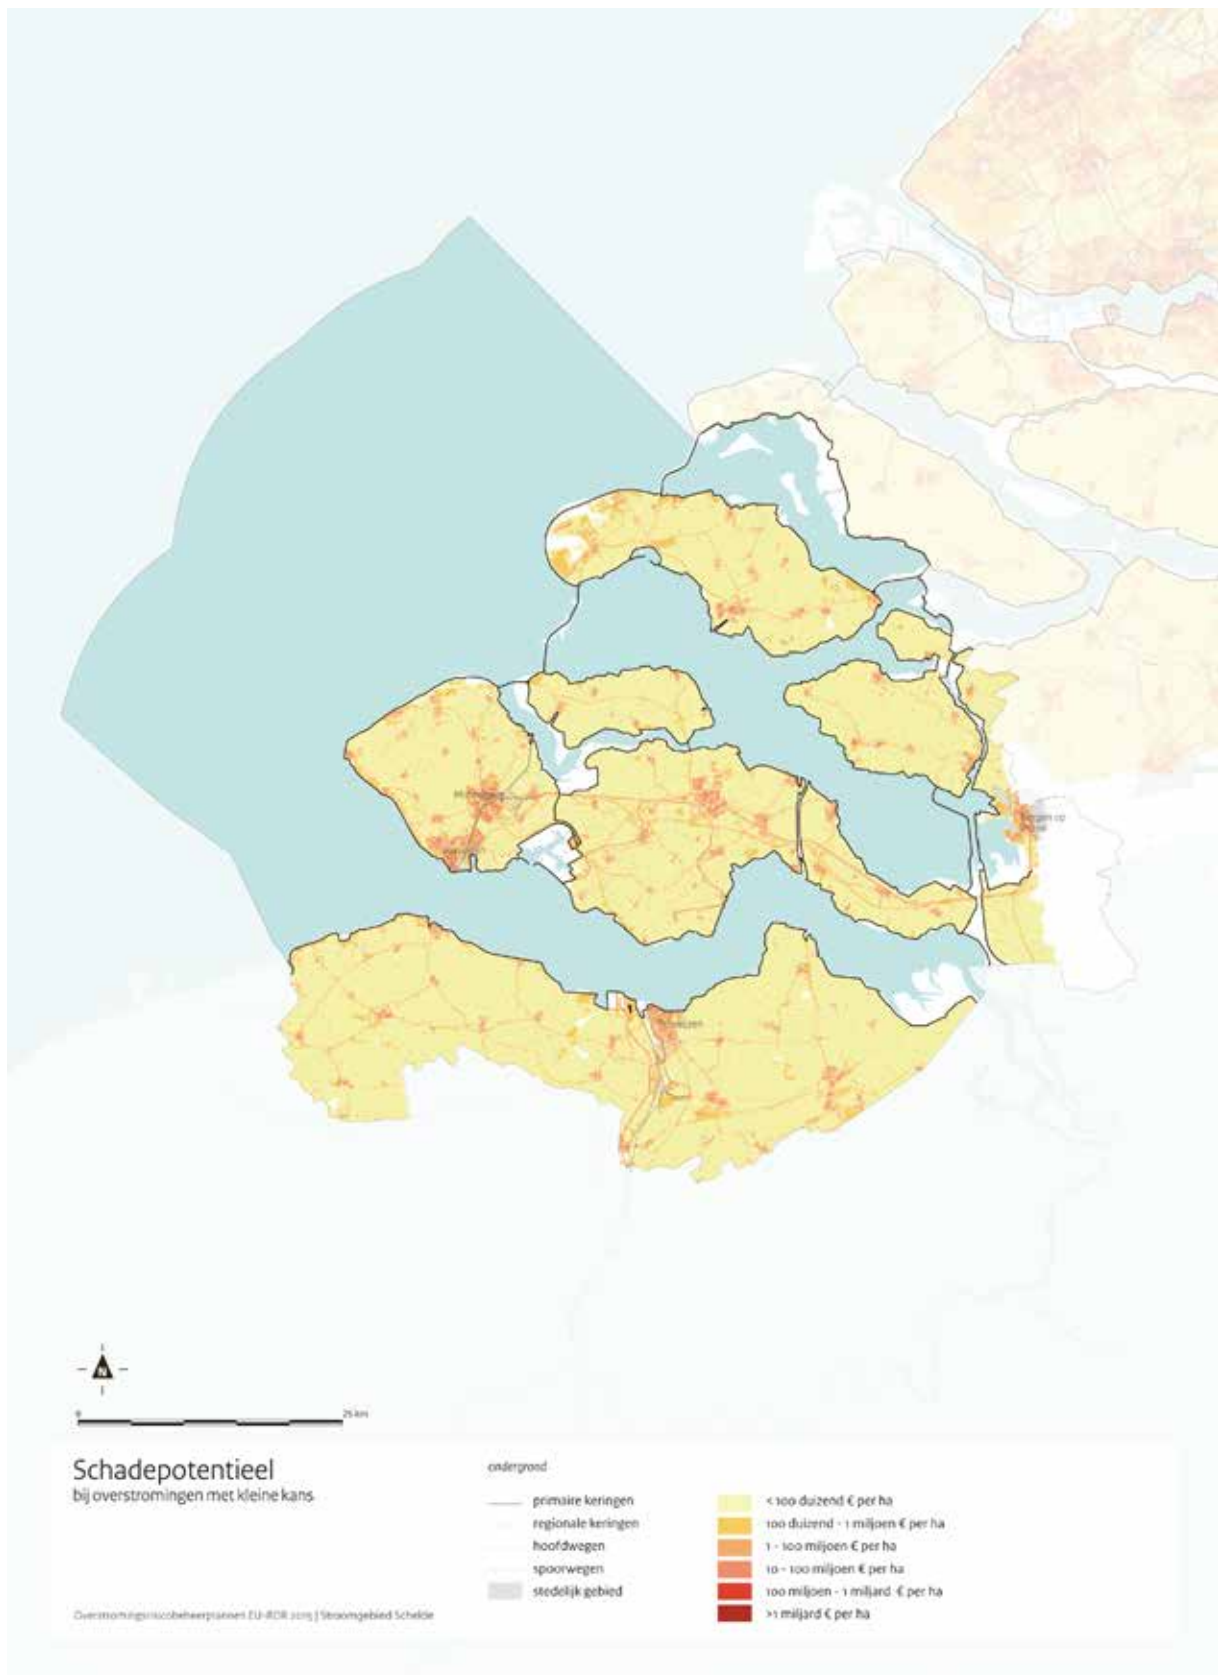 Bergen op
N
0 25 km
Schadepotentieel
bij overstromingen met kleine kans
ondergrond
primaire keringen
regionale keringen
hoofdwegen
spoorwegen
stedelijk gebied
< 100 duizend € per ha
100 duizend - 1 miljoen € per ha
1 - 100 miljoen € per ha
10 - 100 miljoen € per ha
100 miljoen - 1 miljard € per ha
>1 miljard € per ha
Overstromingsrisicobeheerplannen EU-ROR 2015 | Stroomgebied Schelde